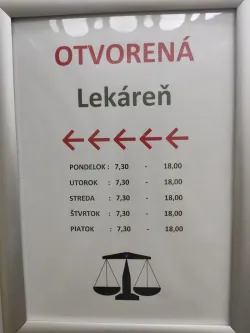 OTVORENÁ
Lekáreň
PONDELOK : 7,30 - 18,00
UTOROK : 7,30 - 18,00
STREDA : 7,30 - 18,00
ŠTVRTOK : 7,30 - 18,00
PIATOK : 7,30 - 18,00